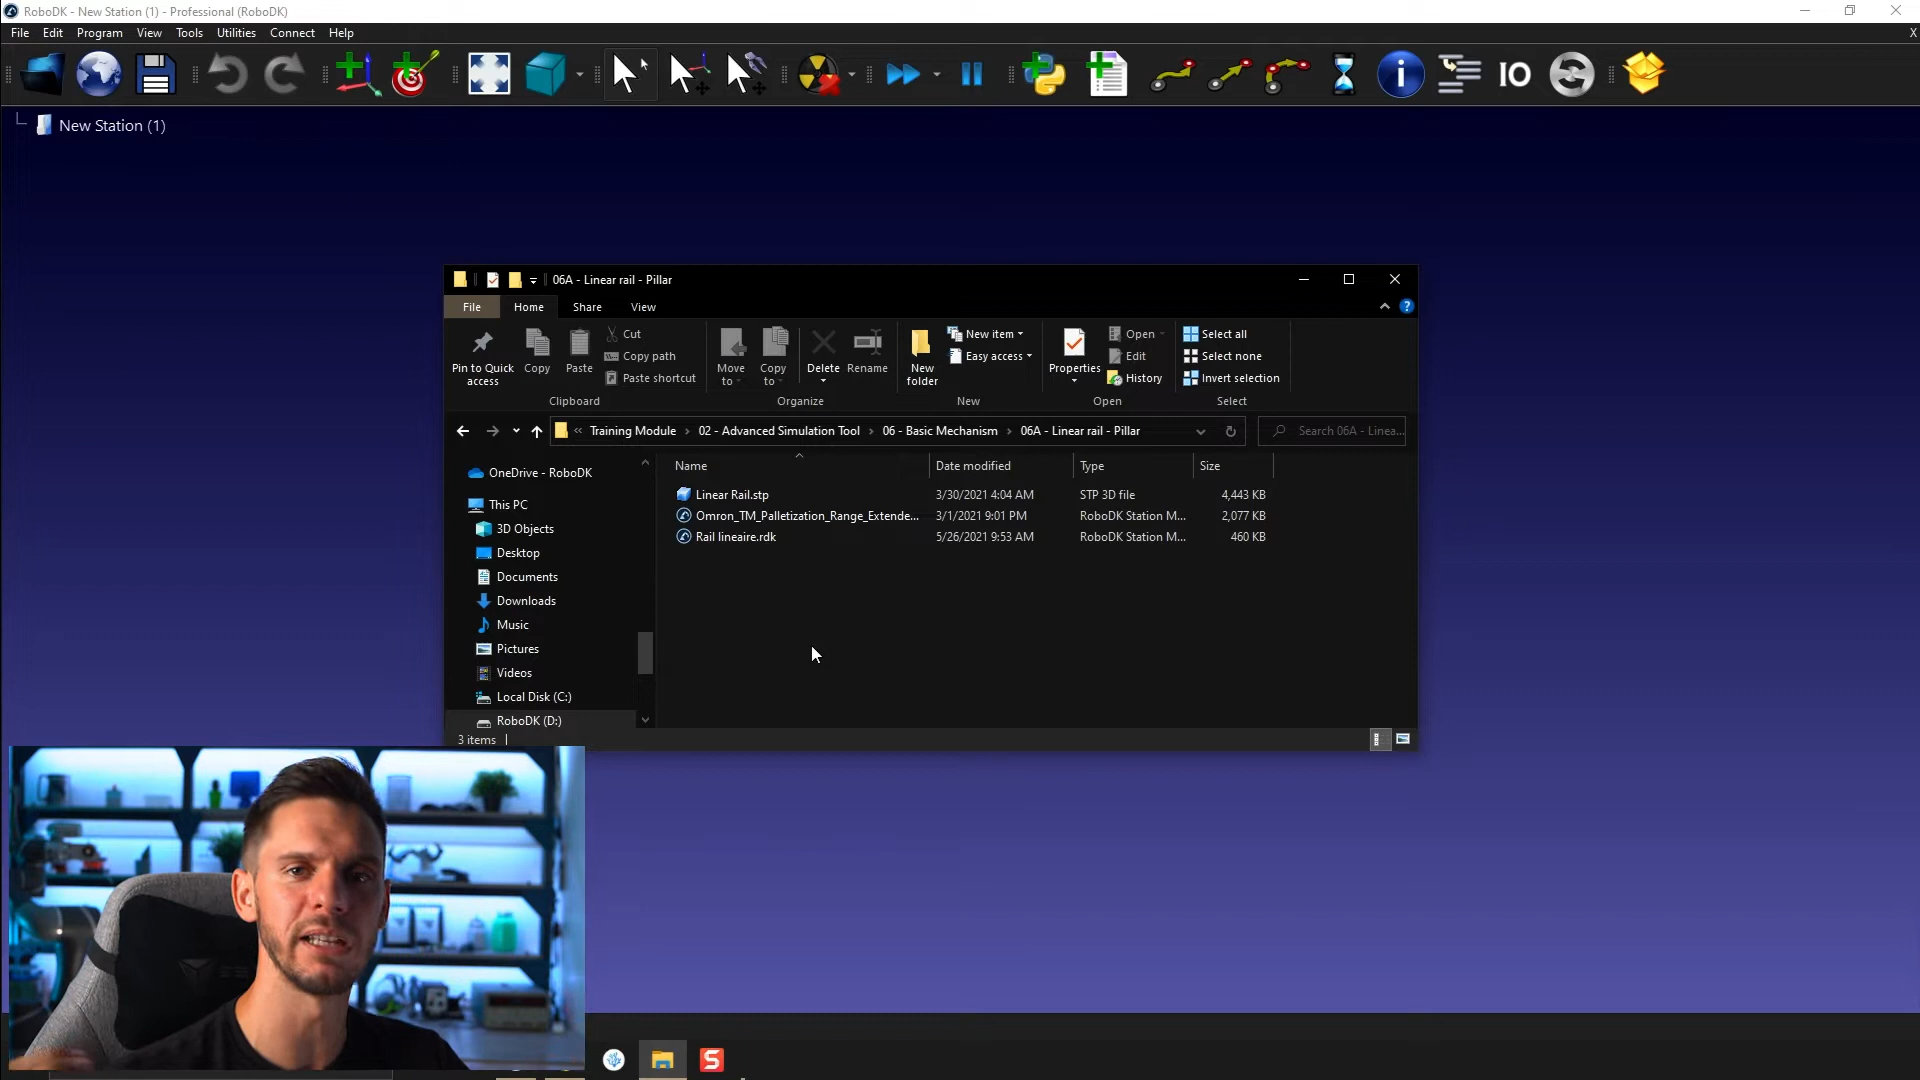 RoboDK - New Station (1) - Professional (RoboDK)
File Edit Program View Tools Utilities Connect Help X
IO
New Station (1)
06A - Linear rail - Pillar
File Home Share View
Pin to Quick access
Copy
Paste
Cut
Copy path
Paste shortcut
Clipboard
Move to
Copy to
Delete
Rename
Organize
New folder
New item
Easy access
New
Properties
Open
Edit
History
Open
Select all
Select none
Invert selection
Select
« Training Module › 02 - Advanced Simulation Tool › 06 - Basic Mechanism › 06A - Linear rail - Pillar
Search 06A - Linea...
OneDrive - RoboDK
This PC
3D Objects
Desktop
Documents
Downloads
Music
Pictures
Videos
Local Disk (C:)
RoboDK (D:)
Name Date modified Type Size
Linear Rail.stp 3/30/2021 4:04 AM STP 3D file 4,443 KB
Omron_TM_Palletization_Range_Extende... 3/1/2021 9:01 PM RoboDK Station M... 2,077 KB
Rail lineaire.rdk 5/26/2021 9:53 AM RoboDK Station M... 460 KB
3 items
S